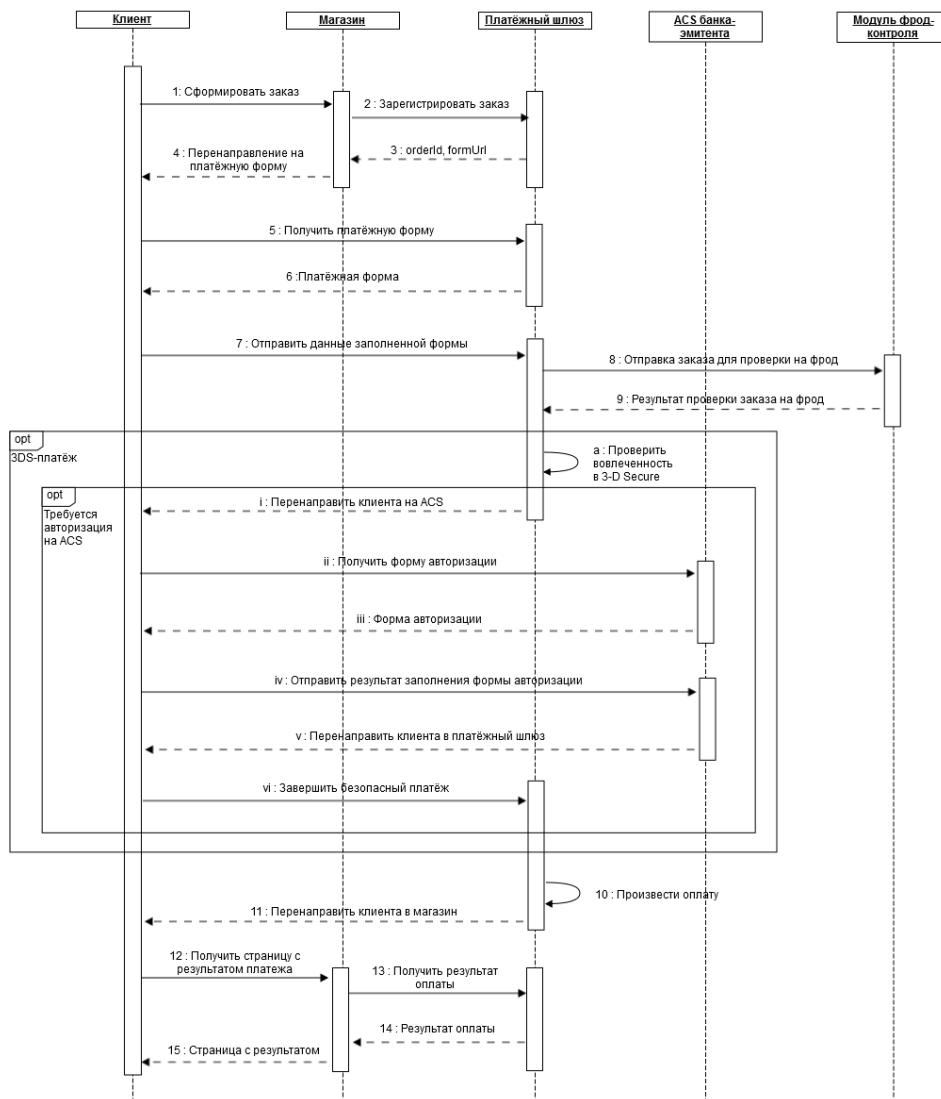 Клиент
Магазин
Платёжный шлюз
ACS банка-
эмитента
Модуль фрод-
контроля
1: Сформировать заказ
2 : Зарегистрировать заказ
3 : orderId, formUrl
4 : Перенаправление на
платёжную форму
5 : Получить платёжную форму
6 :Платёжная форма
7 : Отправить данные заполненной формы
8 : Отправка заказа для проверки на фрод
9 : Результат проверки заказа на фрод
opt
3DS-платёж
a : Проверить
вовлеченность
в 3-D Secure
opt
Требуется
авторизация
на ACS
i : Перенаправить клиента на ACS
ii : Получить форму авторизации
iii : Форма авторизации
iv : Отправить результат заполнения формы авторизации
v : Перенаправить клиента в платёжный шлюз
vi : Завершить безопасный платёж
10 : Произвести оплату
11 : Перенаправить клиента в магазин
12 : Получить страницу с
результатом платежа
13 : Получить результат
оплаты
14 : Результат оплаты
15 : Страница с результатом